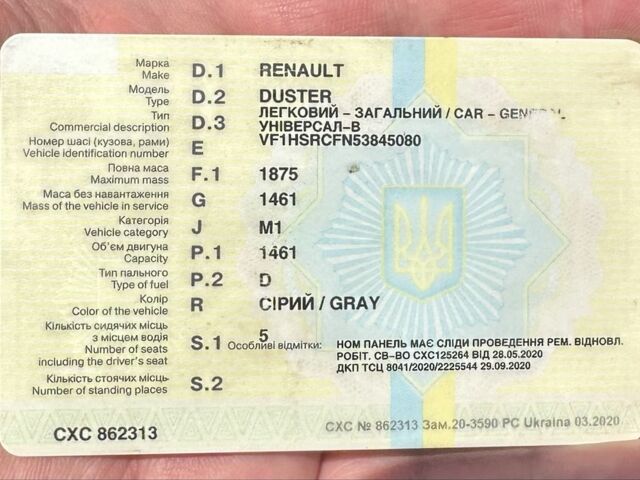 Марка
Make D.1 RENAULT
Модель
Type D.2 DUSTER
Тип
Commercial description D.3 ЛЕГКОВИЙ – ЗАГАЛЬНИЙ / CAR – GENERAL
УНІВЕРСАЛ-В
Номер шасі (кузова, рами)
Vehicle identification number E VF1HSRCFN53845080
Повна маса
Maximum mass F.1 1875
Маса без навантаження
Mass of the vehicle in service G 1461
Категорія
Vehicle category J M1
Об'єм двигуна
Capacity P.1 1461
Тип пального
Type of fuel P.2 D
Колір
Color of the vehicle R СІРИЙ / GRAY
Кількість сидячих місць
з місцем водія
Number of seats
including the driver's seat S.1 5
Особливі відмітки: НОМ ПАНЕЛЬ МАЄ СЛІДИ ПРОВЕДЕННЯ РЕМ. ВІДНОВЛ.
РОБІТ. СВ-ВО СХС125264 ВІД 28.05.2020
ДКП ТСЦ 8041/2020/2225544 29.09.2020
Кількість стоячих місць
Number of standing places S.2
СХС 862313
СХС № 862313 Зам.20-3590 PC Ukraina 03.2020